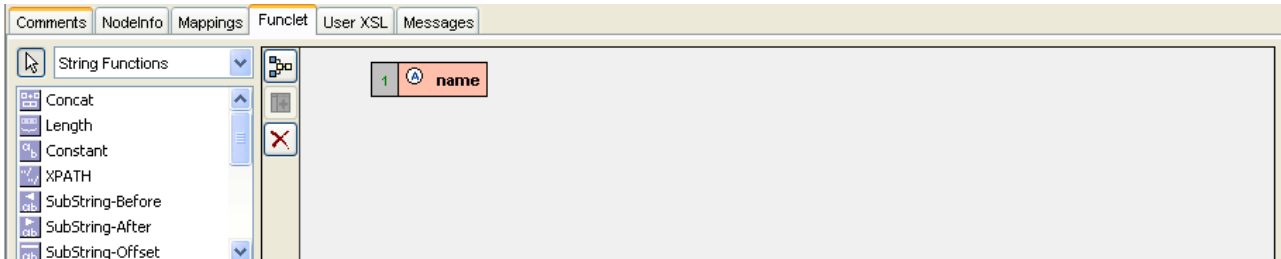 Comments NodeInfo Mappings Funclet User XSL Messages
String Functions
1 A name
Concat
Length
Constant
XPATH
SubString-Before
SubString-After
SubString-Offset